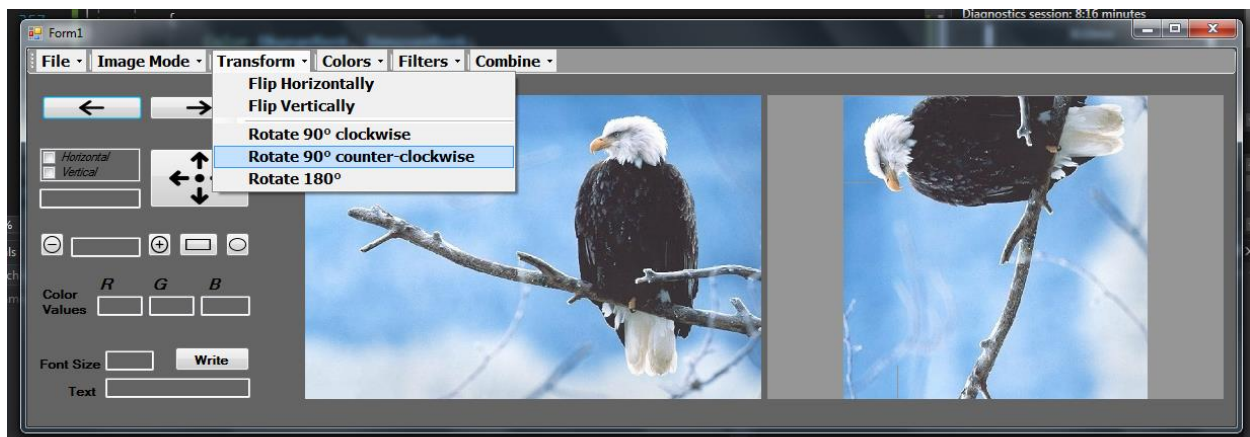 Diagnostics session: 8:16 minutes
Form1
File Image Mode Transform Colors Filters Combine
Flip Horizontally
Flip Vertically
Rotate 90° clockwise
Rotate 90° counter-clockwise
Rotate 180°
Horizontal
Vertical
R G B
Color
Values
Font Size Write
Text